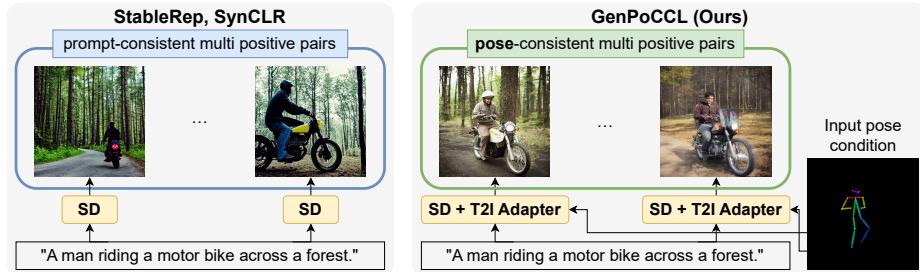 StableRep, SynCLR
prompt-consistent multi positive pairs
...
SD
SD
"A man riding a motor bike across a forest."
GenPoCCL (Ours)
pose-consistent multi positive pairs
...
SD + T2I Adapter
SD + T2I Adapter
"A man riding a motor bike across a forest."
Input pose
condition